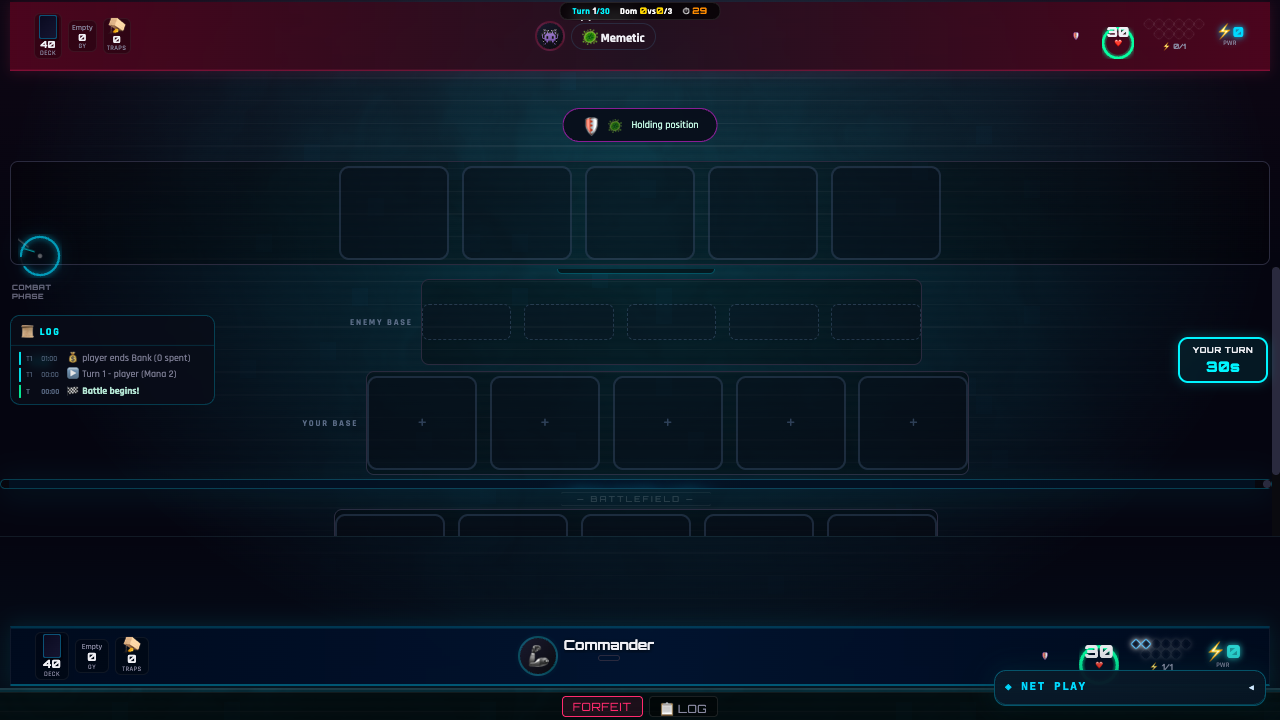 Turn 1/30 Dom 0vs0/3 ⏱ 29
40
DECK
Empty
0
DY
0
TRAPS
Memetic
30
⚡ 0/1
0
PWR
Holding position
COMBAT
PHASE
ENEMY BASE
LOG
T1 01:00 player ends Bank (0 spent)
T1 00:00 Turn 1 - player (Mana 2)
T 00:00 Battle begins!
YOUR TURN
30s
YOUR BASE
+ + + + +
— BATTLEFIELD —
40
DECK
Empty
0
DY
0
TRAPS
Commander
30
⚡ 1/1
0
PWR
NET PLAY
FORFEIT
LOG